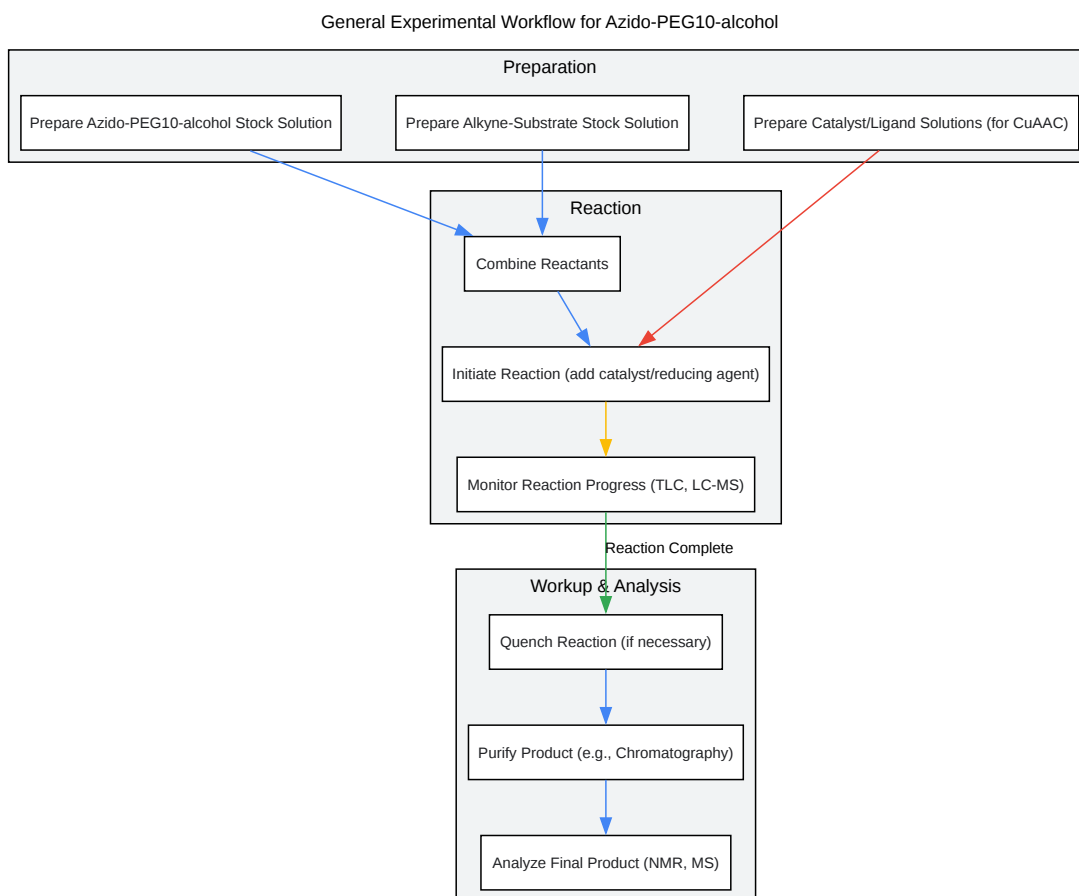 General Experimental Workflow for Azido-PEG10-alcohol
Preparation
Prepare Azido-PEG10-alcohol Stock Solution
Prepare Alkyne-Substrate Stock Solution
Prepare Catalyst/Ligand Solutions (for CuAAC)
Reaction
Combine Reactants
Initiate Reaction (add catalyst/reducing agent)
Monitor Reaction Progress (TLC, LC-MS)
Reaction Complete
Workup & Analysis
Quench Reaction (if necessary)
Purify Product (e.g., Chromatography)
Analyze Final Product (NMR, MS)